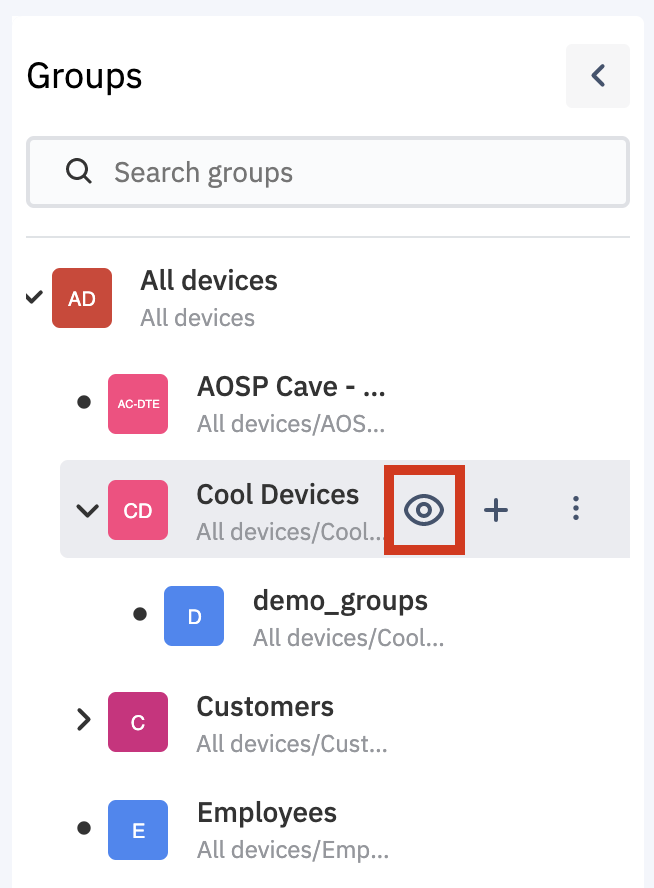 Groups
Search groups
AD
All devices
All devices
AC-DTE
AOSP Cave - ...
All devices/AOS...
CD
Cool Devices
All devices/Cool...
D
demo_groups
All devices/Cool...
C
Customers
All devices/Cust...
E
Employees
All devices/Emp...